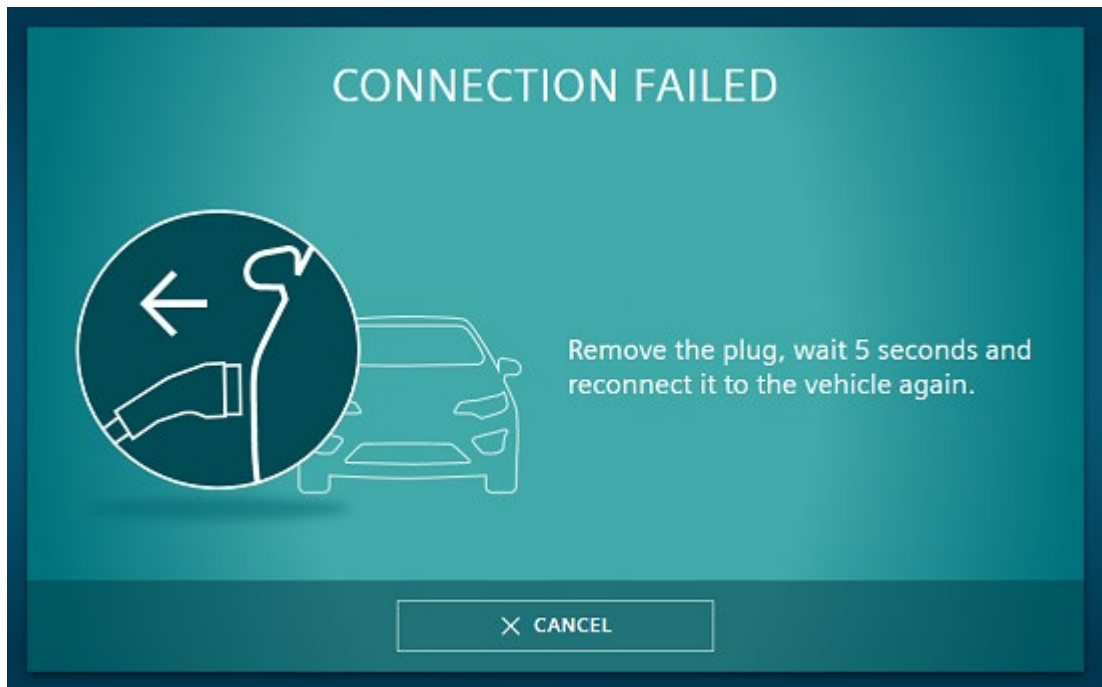 CONNECTION FAILED
Remove the plug, wait 5 seconds and
reconnect it to the vehicle again.
CANCEL